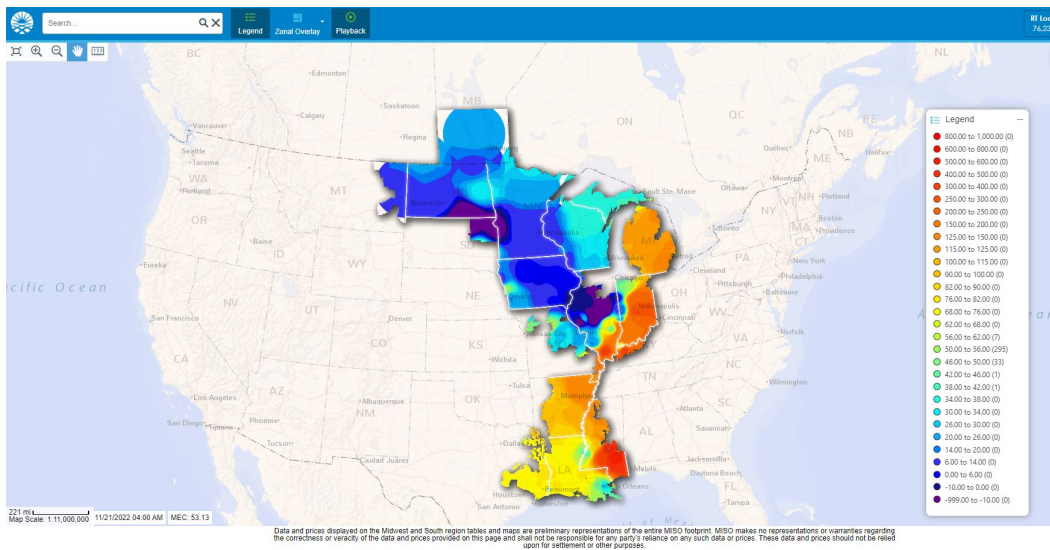 Search...
Legend
Zonal Overlay
Playback
RT Loa
76,23
BC
NL
Edmonton
MB
Saskatoon
ON
QC
PE
Calgary
Vancouver
Regina
NB
Seattle
Tacoma
Québec
Halifax
ME
WA
Portland
MT
Bismarck
Sault Ste. Marie
Ottawa
Montréal
VT
NH
Portland
OR
Toronto
NY
Boston
MA
Providence
CT
Boise
ID
SD
WY
Milwaukee
Detroit
Eureka
Chicago
Cleveland
PA
New York
Pittsburgh
Philadelphia
NE
OH
Baltimore
NV
UT
Indianapolis
Cincinnati
San Francisco
Denver
CO
KS
WV
VA
Norfolk
CA
Wichita
NC
Los Angeles
AZ
Albuquerque
NM
Tulsa
OK
TN
Memphis
Wilmington
SC
Atlanta
San Diego
Tijuana
Phoenix
Tucson
Ciudad Juárez
Dallas
AL
Savannah
LA
Mobile
Jacksonville
Beaumont
Orleans
Daytona Beach
Houston
San Antonio
FL
Tampa
cific Ocean
Legend
800.00 to 1,000.00 (0)
600.00 to 800.00 (0)
500.00 to 600.00 (0)
400.00 to 500.00 (0)
300.00 to 400.00 (0)
250.00 to 300.00 (0)
200.00 to 250.00 (0)
150.00 to 200.00 (0)
125.00 to 150.00 (0)
115.00 to 125.00 (0)
100.00 to 115.00 (0)
90.00 to 100.00 (0)
82.00 to 90.00 (0)
76.00 to 82.00 (0)
68.00 to 76.00 (0)
62.00 to 68.00 (0)
56.00 to 62.00 (7)
50.00 to 56.00 (295)
46.00 to 50.00 (33)
42.00 to 46.00 (1)
38.00 to 42.00 (1)
34.00 to 38.00 (0)
30.00 to 34.00 (0)
26.00 to 30.00 (0)
20.00 to 26.00 (0)
14.00 to 20.00 (0)
6.00 to 14.00 (0)
0.00 to 6.00 (0)
-10.00 to 0.00 (0)
-999.00 to -10.00 (0)
221 mi
Map Scale: 1:11,000,000
11/21/2022 04:00 AM
MEC: 53.13
Data and prices displayed on the Midwest and South region tables and maps are preliminary representations of the entire MISO footprint. MISO makes no representations or warranties regarding
the correctness or veracity of the data and prices provided on this page and shall not be responsible for any party's reliance on any such data or prices. These data and prices should not be relied
upon for settlement or other purposes.